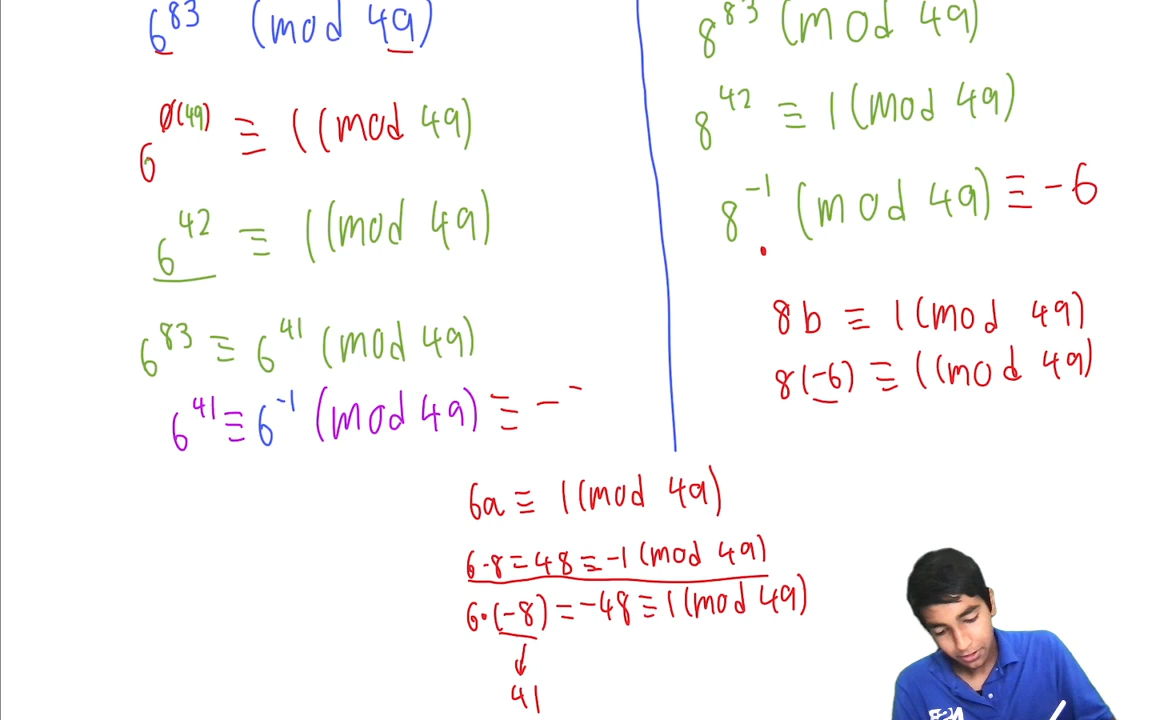 6^83 (mod 49)
6^ø(49) ≡ 1 (mod 49)
6^42 ≡ 1 (mod 49)
6^83 ≡ 6^41 (mod 49)
6^41 ≡ 6^-1 (mod 49) ≡ -
6a ≡ 1 (mod 49)
6·8 = 48 ≡ -1 (mod 49)
6·(-8) = -48 ≡ 1 (mod 49)
↓
41
8^83 (mod 49)
8^42 ≡ 1 (mod 49)
8^-1 (mod 49) ≡ -6
8b ≡ 1 (mod 49)
8(-6) ≡ 1 (mod 49)